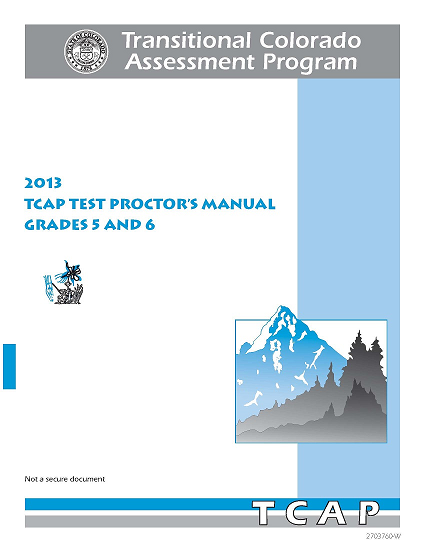 Transitional Colorado
Assessment Program
2013
TCAP TEST PROCTOR'S MANUAL
GRADES 5 AND 6
Not a secure document
TCAP
2703760-W